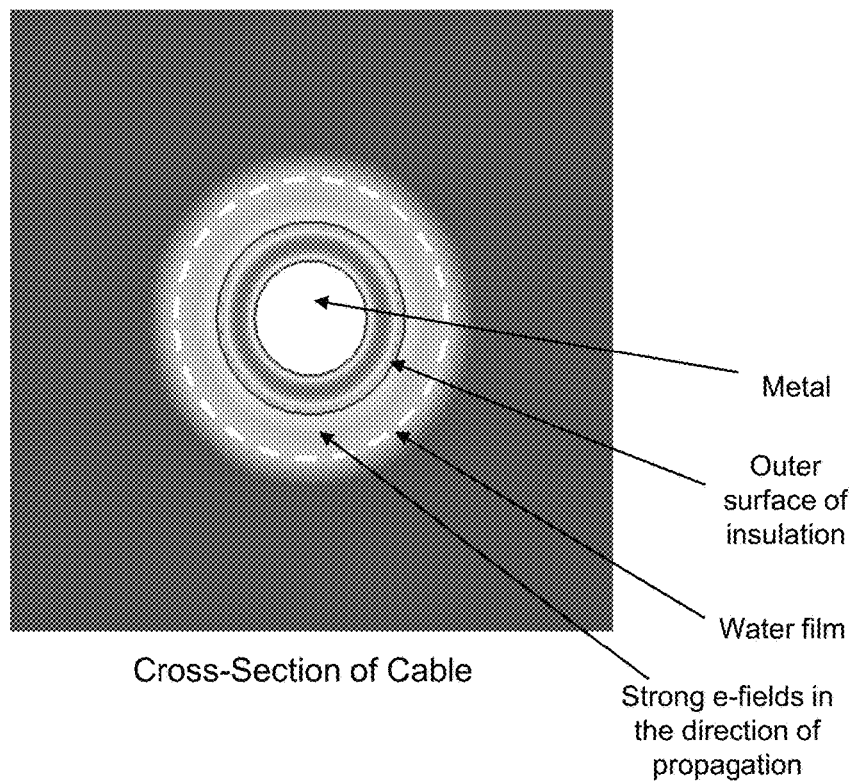 Metal
Outer
surface of
insulation
Water film
Cross-Section of Cable
Strong e-fields in
the direction of
propagation